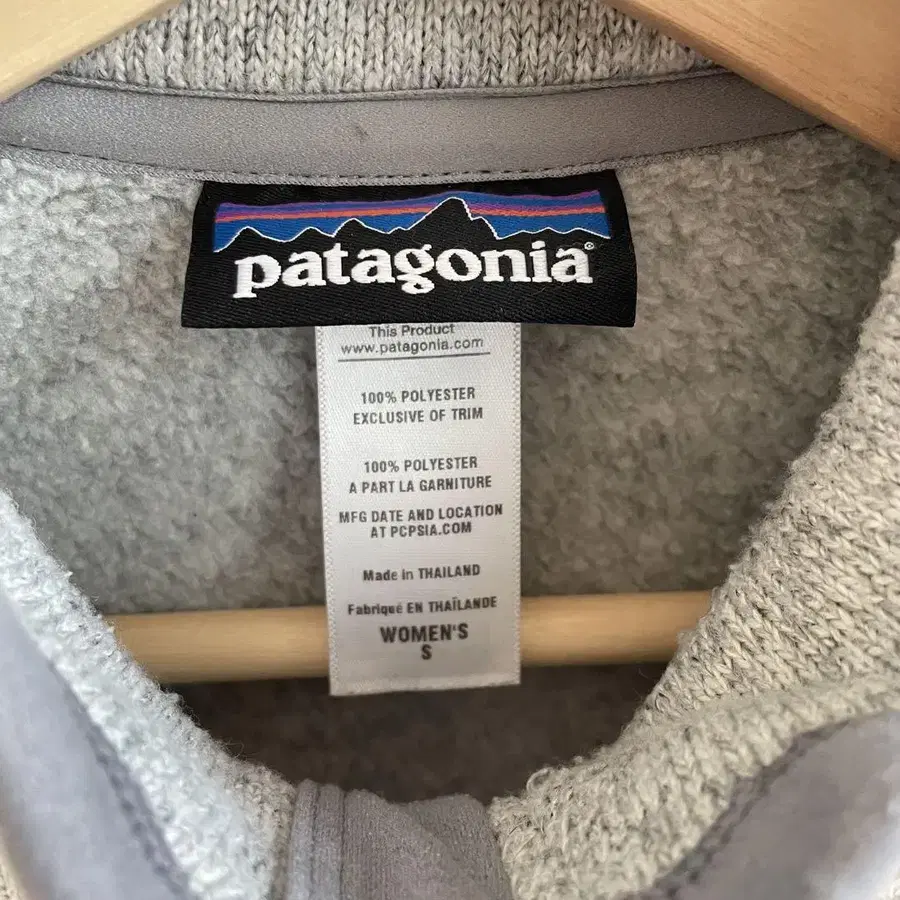 patagonia®
This Product
www.patagonia.com
100% POLYESTER
EXCLUSIVE OF TRIM
100% POLYESTER
A PART LA GARNITURE
MFG DATE AND LOCATION
AT PCPSIA.COM
Made in THAILAND
Fabriqué EN THAÏLANDE
WOMEN'S
S